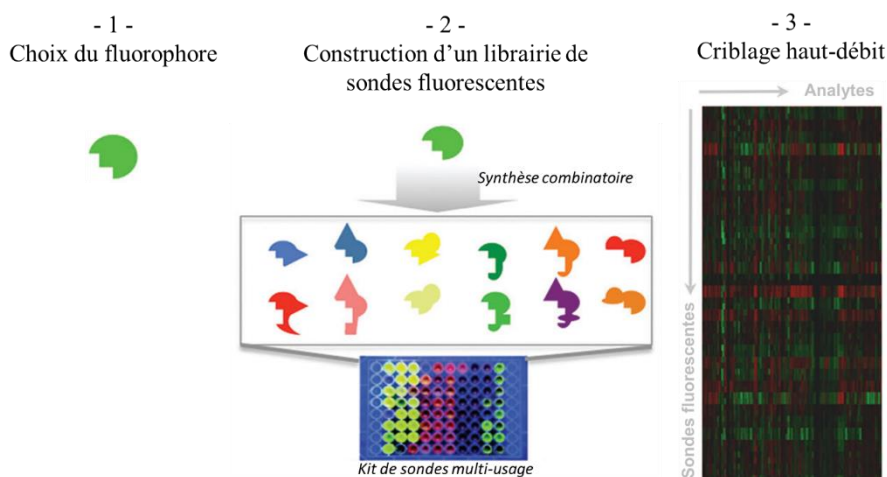 - 1 -
Choix du fluorophore
- 2 -
Construction d’un librairie de
sondes fluorescentes
Synthèse combinatoire
Kit de sondes multi-usage
- 3 -
Criblage haut-débit
Analytes
Sondes fluorescentes